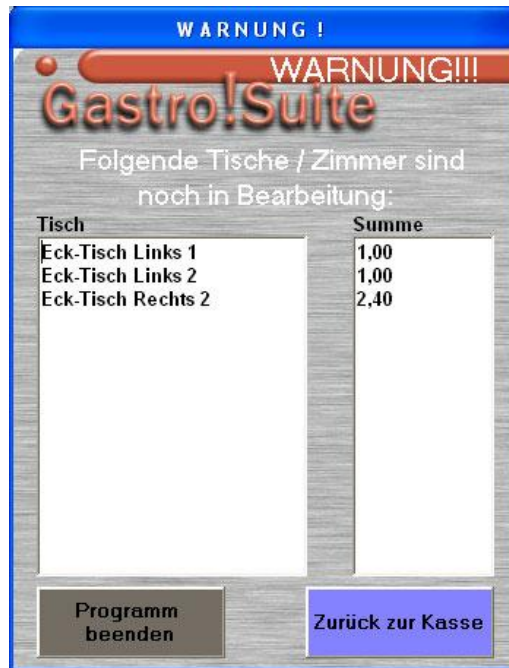 WARNUNG !
WARNUNG!!!
Gastro!Suite
Folgende Tische / Zimmer sind
noch in Bearbeitung:
Tisch Summe
Eck-Tisch Links 1 1,00
Eck-Tisch Links 2 1,00
Eck-Tisch Rechts 2 2,40
Programm
beenden
Zurück zur Kasse